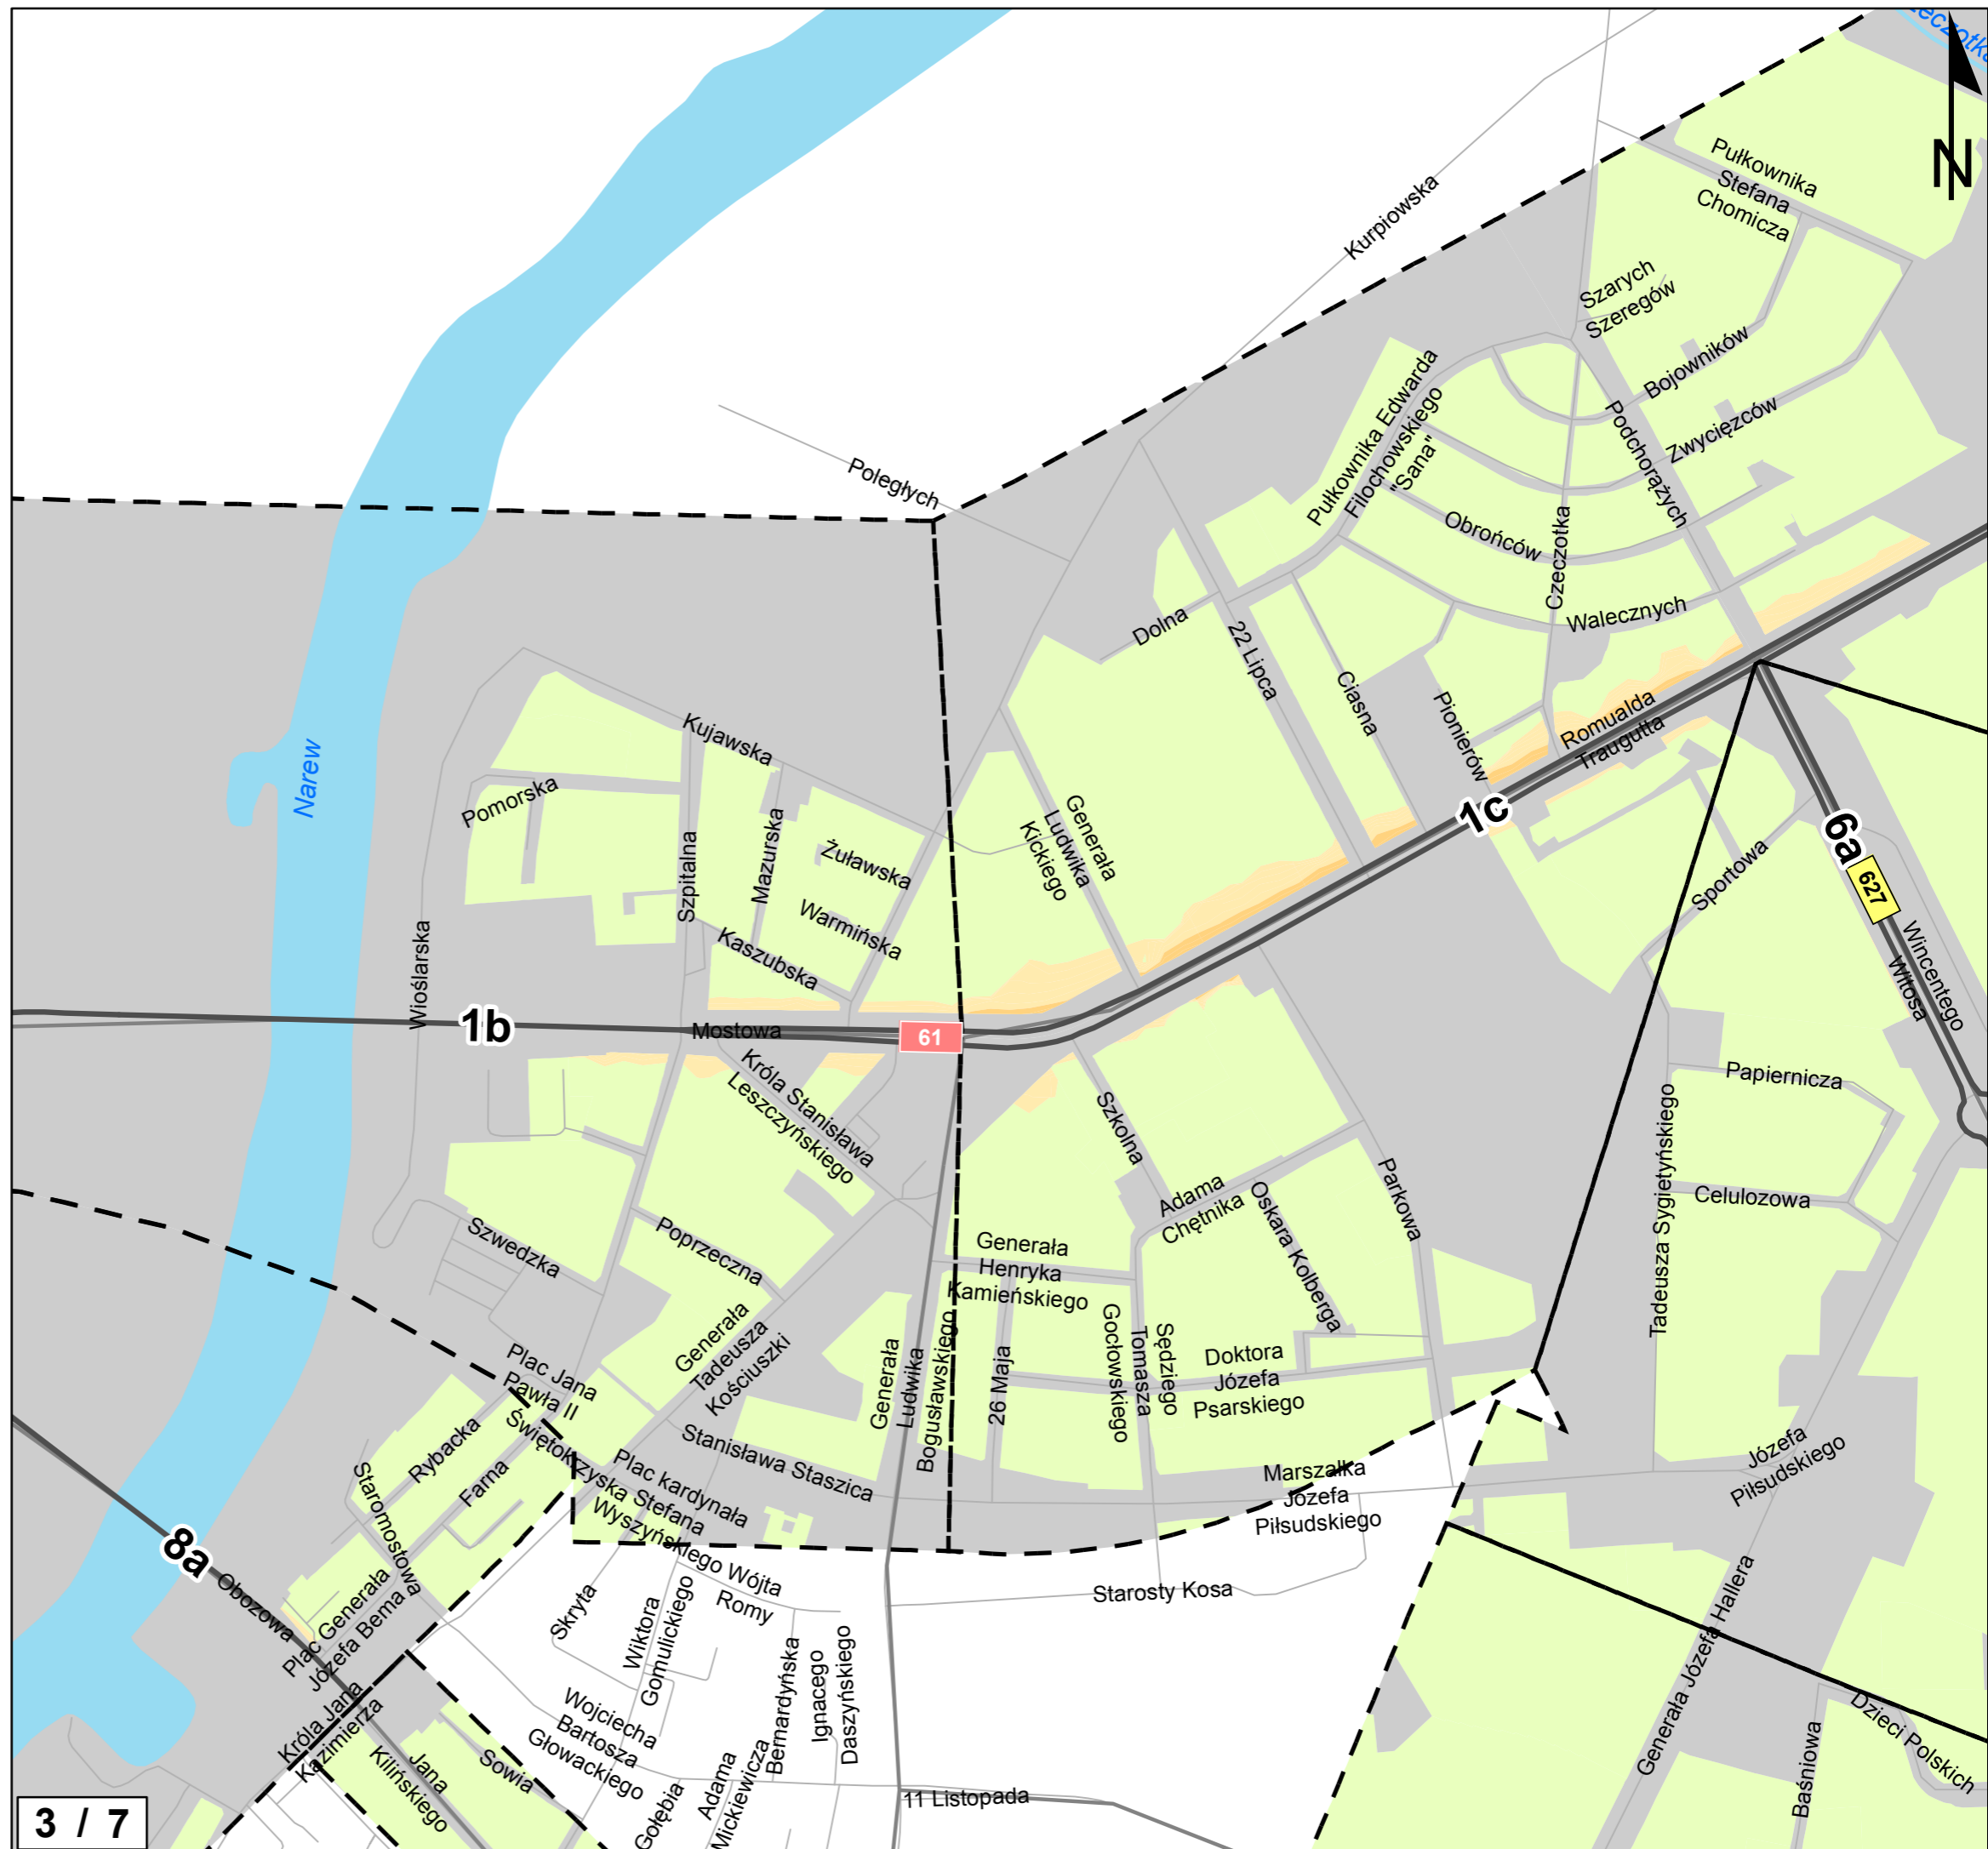 N
Pułkownika
Stefana
Chomicza
Kurpiowska
Szarych
Szeregów
Bojowników
Zwycięzców
Podchorążych
Pułkownika Edwarda
Filochowskiego
"Sana"
Obrońców
Czeczotka
Walecznych
Poległych
Dolna
22 Lipca
Ciasna
Pionierów
Romualda
Traugutta
1c
6a
627
Sportowa
Wincentego
Witosa
Narew
Kujawska
Pomorska
Szpitalna
Mazurska
Żuławska
Warmińska
Kaszubska
Generała
Ludwika
Kickiego
Wioślarska
1b
Mostowa
61
Króla Stanisława
Leszczyńskiego
Szkolna
Adama
Chętnika
Oskara Kolberga
Parkowa
Papiernicza
Celulozowa
Tadeusza Sygietyńskiego
Szwedzka
Poprzeczna
Generała
Tadeusza
Kościuszki
Generała
Henryka
Kamieńskiego
Generała
Ludwika
Bogusławskiego
26 Maja
Sędziego
Tomasza
Gocłowskiego
Doktora
Józefa
Psarskiego
Plac Jana
Pawła II
Świętokrzyska
Rybacka
Farna
Staromostowa
Stanisława Staszica
Plac kardynała
Stefana
Wyszyńskiego
Wójta
Romy
Marszałka
Józefa
Piłsudskiego
Józefa
Piłsudskiego
Starosty Kosa
8a
Obozowa
Plac Generała
Józefa Bema
Króla Jana
Kazimierza
Jana
Kilińskiego
Sowia
Skryta
Wiktora
Gomulickiego
Wojciecha
Bartosza
Głowackiego
Gołębia
Adama
Mickiewicza
Bernardyńska
Ignacego
Daszyńskiego
11 Listopada
Generała Józefa Hallera
Baśniowa
Dzieci Polskich
3 / 7